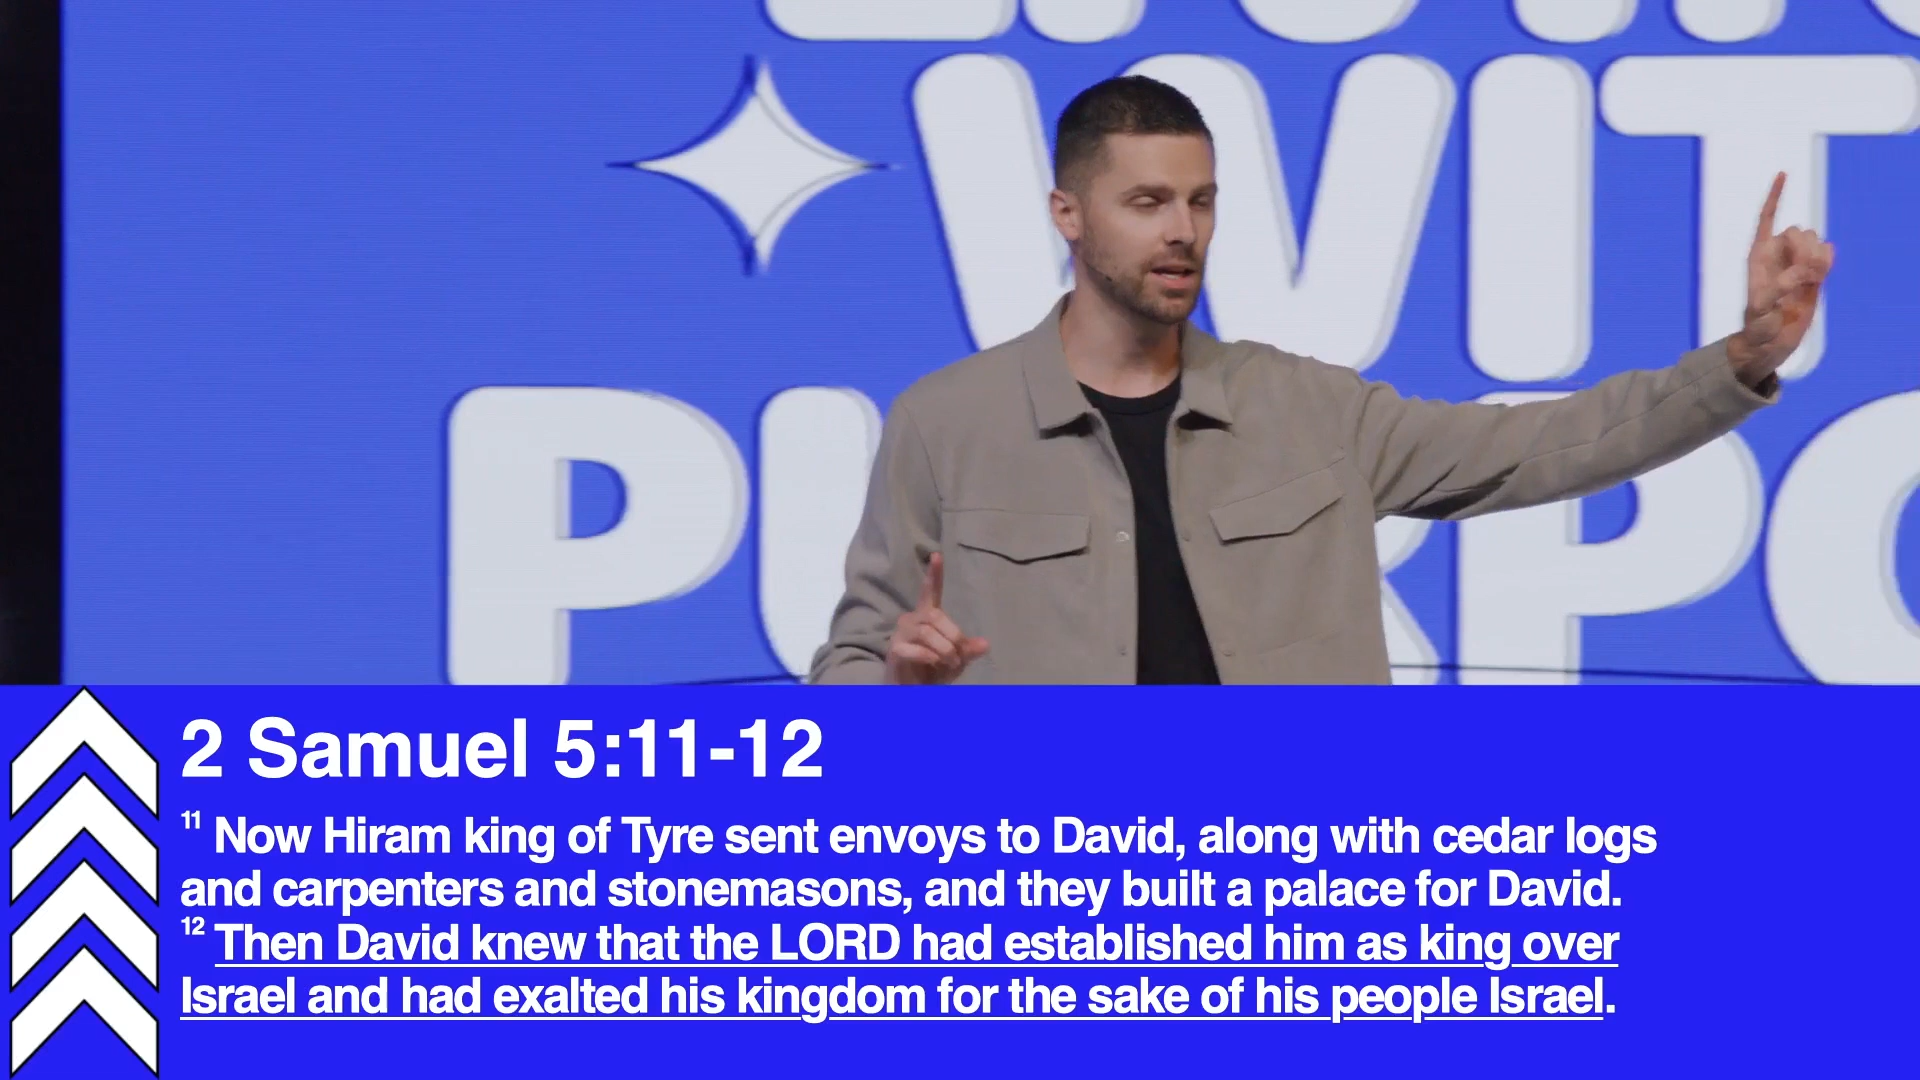 WIT
PURPO
2 Samuel 5:11-12
11 Now Hiram king of Tyre sent envoys to David, along with cedar logs
and carpenters and stonemasons, and they built a palace for David.
12 Then David knew that the LORD had established him as king over
Israel and had exalted his kingdom for the sake of his people Israel.